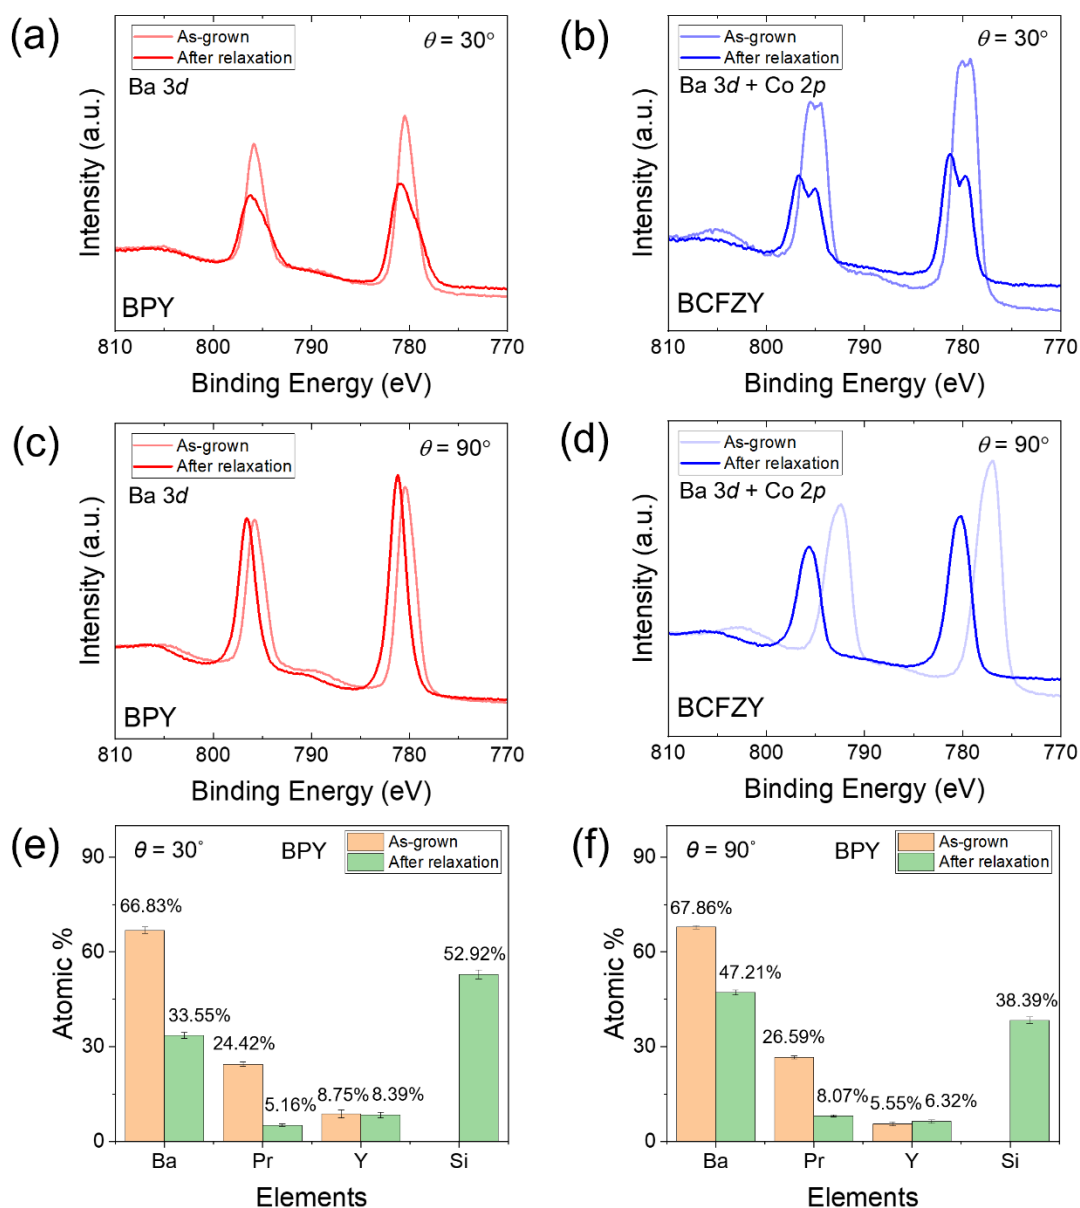 (a)
As-grown
After relaxation
θ = 30°
Ba 3d
BPY
Intensity (a.u.)
810 800 790 780 770
Binding Energy (eV)
(b)
As-grown
After relaxation
θ = 30°
Ba 3d + Co 2p
BCFZY
Intensity (a.u.)
810 800 790 780 770
Binding Energy (eV)
(c)
As-grown
After relaxation
θ = 90°
Ba 3d
BPY
Intensity (a.u.)
810 800 790 780 770
Binding Energy (eV)
(d)
As-grown
After relaxation
θ = 90°
Ba 3d + Co 2p
BCFZY
Intensity (a.u.)
810 800 790 780 770
Binding Energy (eV)
(e)
θ = 30°
BPY
As-grown
After relaxation
Atomic %
90
60
30
0
66.83%
33.55%
24.42%
5.16%
8.75%
8.39%
52.92%
Ba Pr Y Si
Elements
(f)
θ = 90°
BPY
As-grown
After relaxation
Atomic %
90
60
30
0
67.86%
47.21%
26.59%
8.07%
5.55%
6.32%
38.39%
Ba Pr Y Si
Elements